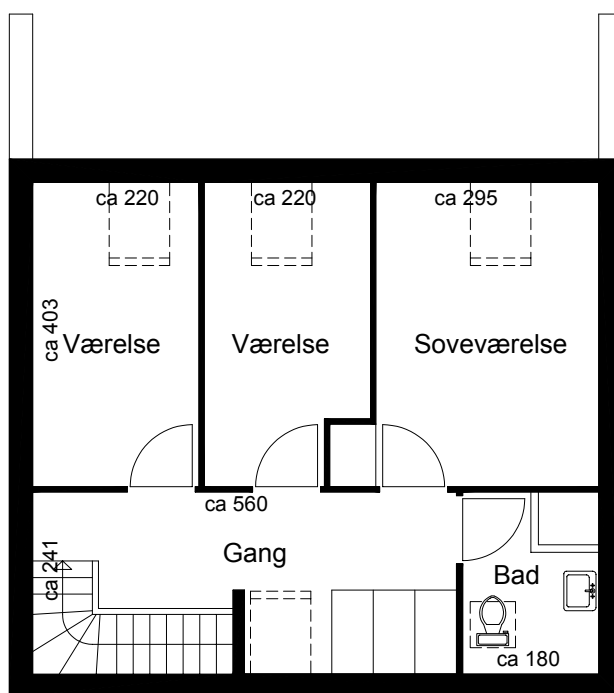 ca 220
ca 220
ca 295
ca 403
Værelse
Værelse
Soveværelse
ca 560
ca 241
Gang
Bad
ca 180